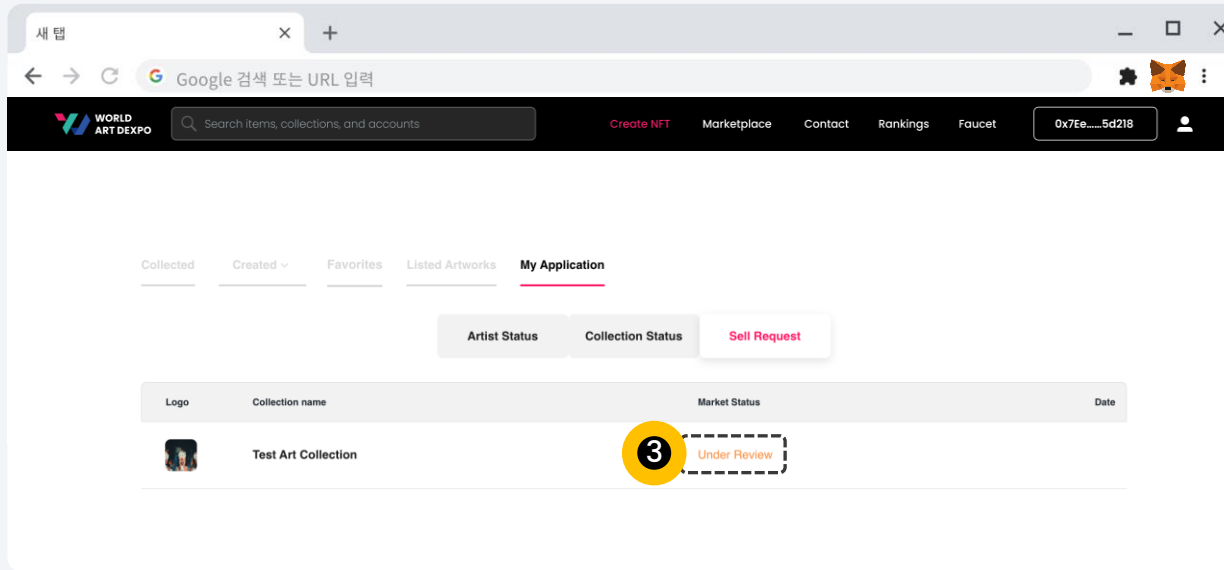 새 탭
Google 검색 또는 URL 입력
WORLD
ART DEXPO
Search items, collections, and accounts
Create NFT Marketplace Contact Rankings Faucet 0x7Ee......5d218
Collected Created Favorites Listed Artworks My Application
Artist Status Collection Status Sell Request
Logo Collection name Market Status Date
Test Art Collection 3 Under Review